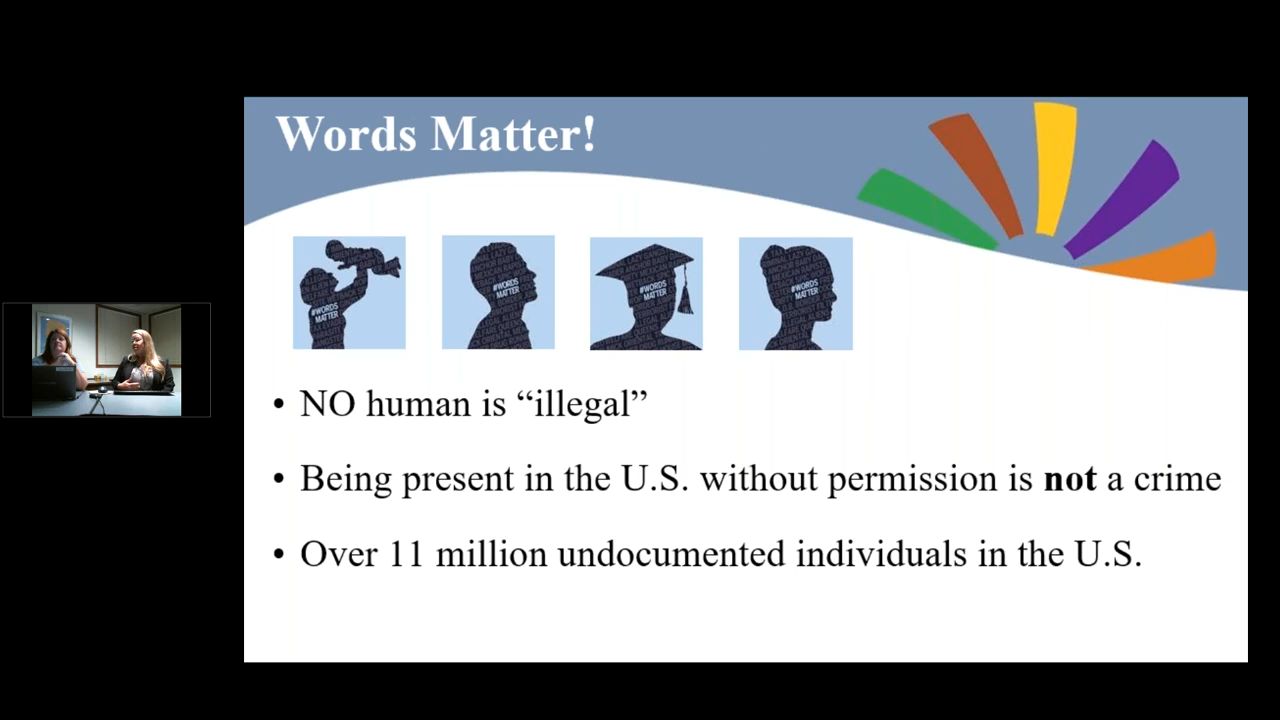 Words Matter!
#WORDS
MATTER
#WORDS
MATTER
#WORDS
MATTER
#WORDS
MATTER
• NO human is “illegal”
• Being present in the U.S. without permission is not a crime
• Over 11 million undocumented individuals in the U.S.